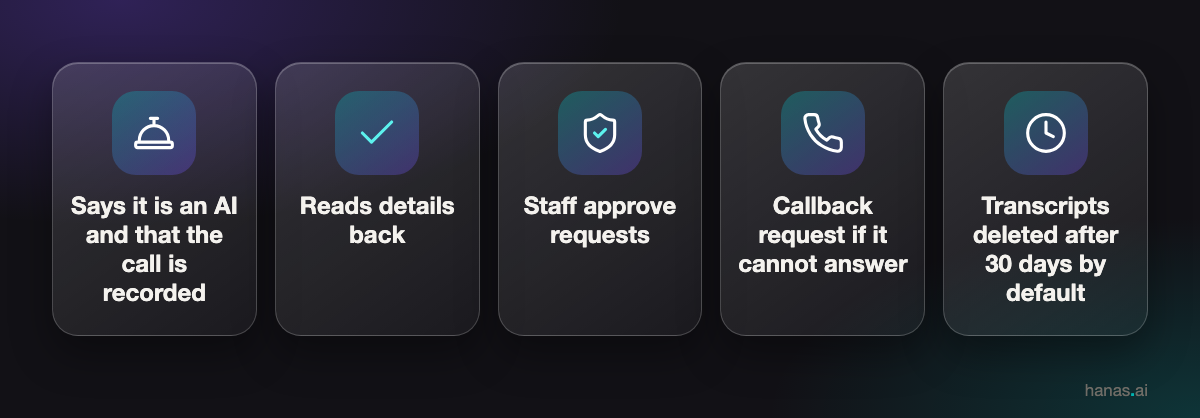 Says it is an AI
and that the
call is
recorded
Reads details
back
Staff approve
requests
Callback
request if it
cannot answer
Transcripts
deleted after
30 days by
default
hanas.ai